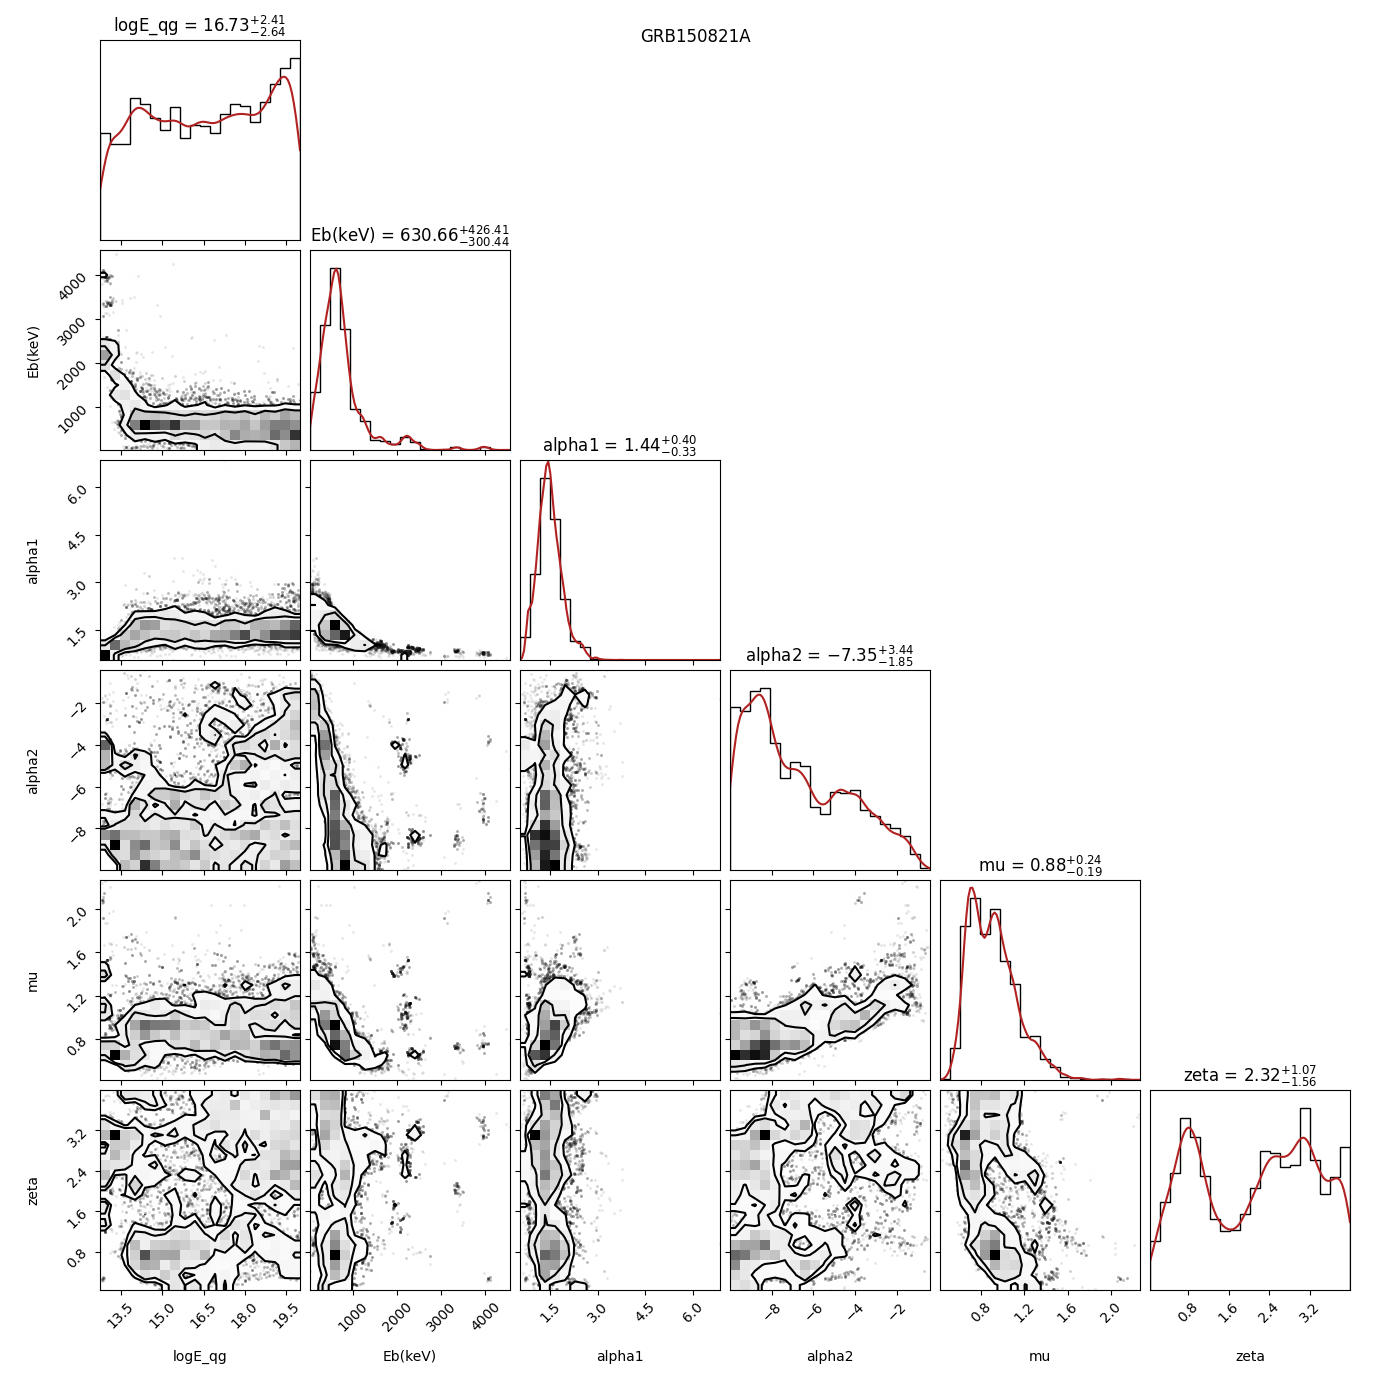 logE_qg = 16.73+2.41−2.64
GRB150821A
Eb(keV) = 630.66+426.41−300.44
4000
3000
2000
1000
Eb(keV)
alpha1 = 1.44+0.40−0.33
6.0
4.5
3.0
1.5
alpha1
alpha2 = −7.35+3.44−1.85
−2
−4
−6
−8
alpha2
mu = 0.88+0.24−0.19
2.0
1.6
1.2
0.8
mu
zeta = 2.32+1.07−1.56
3.2
2.4
1.6
0.8
zeta
13.5 15.0 16.5 18.0 19.5 1000 2000 3000 4000 1.5 3.0 4.5 6.0 −8 −6 −4 −2 0.8 1.2 1.6 2.0 0.8 1.6 2.4 3.2
logE_qg Eb(keV) alpha1 alpha2 mu zeta